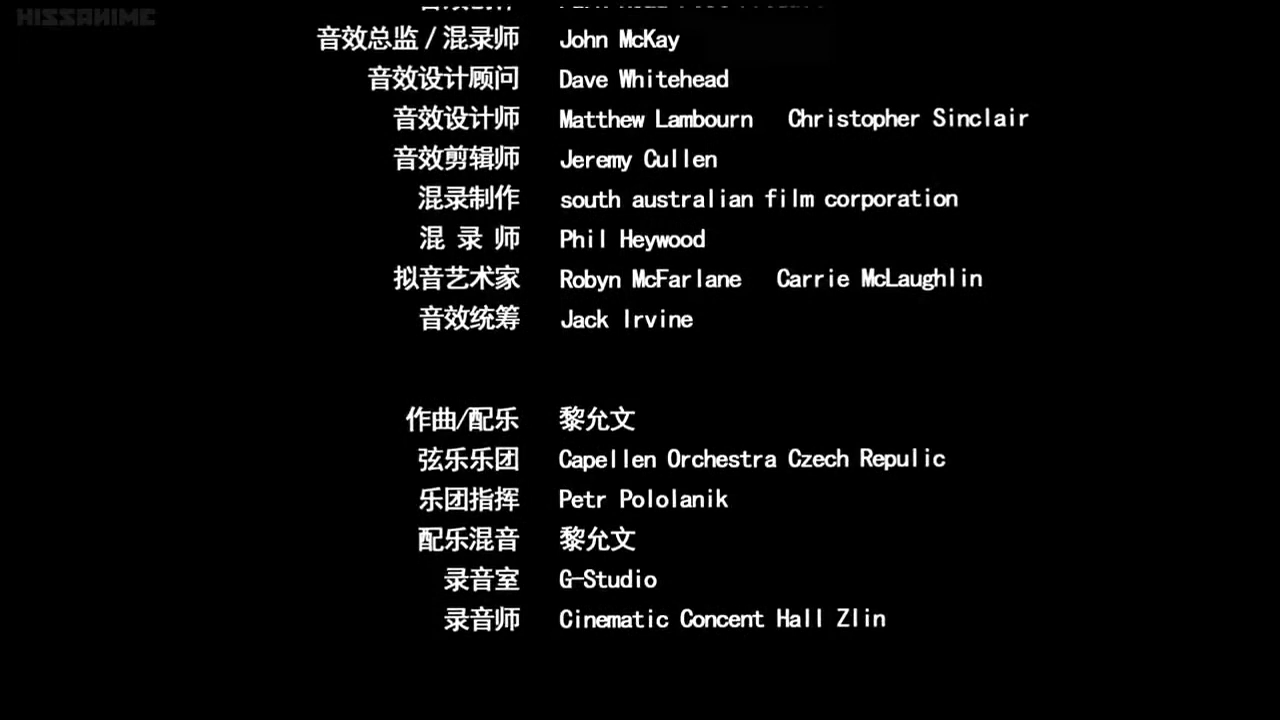 HISSANIME
音效总监 / 混录师 John McKay
音效设计顾问 Dave Whitehead
音效设计师 Matthew Lambourn Christopher Sinclair
音效剪辑师 Jeremy Cullen
混录制作 south australian film corporation
混 录 师 Phil Heywood
拟音艺术家 Robyn McFarlane Carrie McLaughlin
音效统筹 Jack Irvine
作曲/配乐 黎允文
弦乐乐团 Capellen Orchestra Czech Repulic
乐团指挥 Petr Pololanik
配乐混音 黎允文
录音室 G-Studio
录音师 Cinematic Concent Hall Zlin